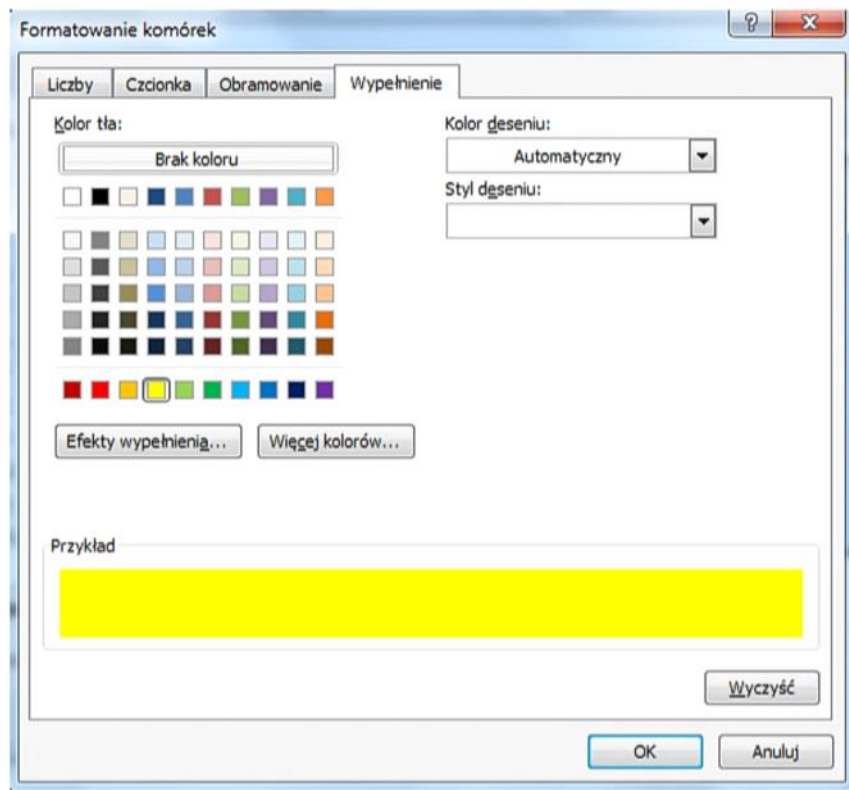 Formatowanie komórek
Liczby Czcionka Obramowanie Wypełnienie
Kolor tła:
Brak koloru
Kolor deseniu:
Automatyczny
Styl deseniu:
Efekty wypełnienia... Więcej kolorów...
Przykład
Wyczyść
OK Anuluj